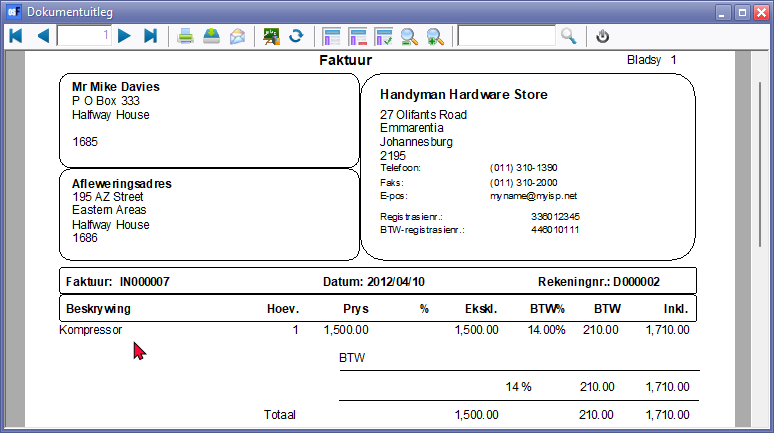 Dokumentuitleg
1
Faktuur
Bladsy 1
Mr Mike Davies
P O Box 333
Halfway House
1685
Handyman Hardware Store
27 Olifants Road
Emmarentia
Johannesburg
2195
Telefoon: (011) 310-1390
Faks: (011) 310-2000
E-pos: myname@myisp.net
Registrasienr.: 336012345
BTW-registrasienr.: 446010111
Afleweringsadres
195 AZ Street
Eastern Areas
Halfway House
1686
Faktuur: IN000007 Datum: 2012/04/10 Rekeningnr.: D000002
Beskrywing Hoev. Prys % Ekskl. BTW% BTW Inkl.
Kompressor 1 1,500.00 1,500.00 14.00% 210.00 1,710.00
BTW
14 % 210.00 1,710.00
Totaal 1,500.00 210.00 1,710.00